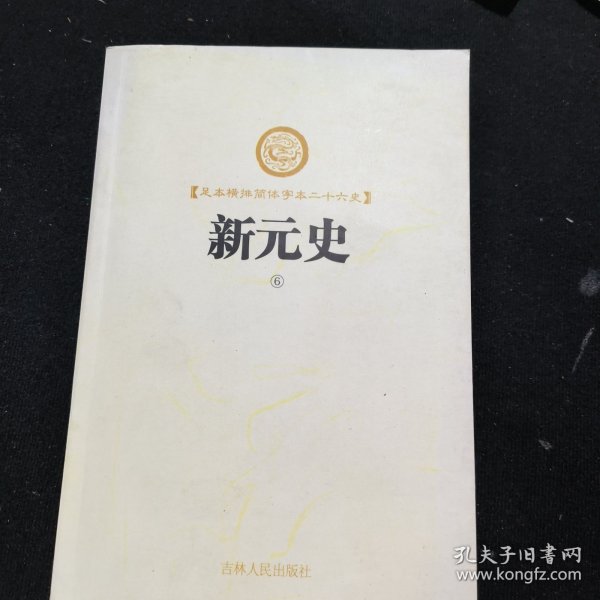 【足本横排简体字本二十六史】
新元史
⑥
吉林人民出版社
孔夫子旧书网
www.kongfz.com